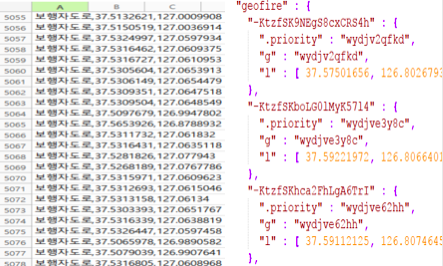 A B C
5055 보행자도로,37.5132621,127.0009908
5056 보행자도로,37.5150519,127.0036914
5057 보행자도로,37.5324997,127.0597934
5058 보행자도로,37.5316462,127.0609375
5059 보행자도로,37.5316727,127.0610953
5060 보행자도로,37.5305604,127.0653913
5061 보행자도로,37.5306149,127.0654479
5062 보행자도로,37.5309351,127.0647518
5063 보행자도로,37.5309504,127.0648549
5064 보행자도로,37.5097679,126.9947802
5065 보행자도로,37.5653926,126.8788932
5066 보행자도로,37.5311732,127.061832
5067 보행자도로,37.5316431,127.0635118
5068 보행자도로,37.5281826,127.077943
5069 보행자도로,37.5268189,127.0767786
5070 보행자도로,37.5315971,127.0609623
5071 보행자도로,37.5312693,127.0615046
5072 보행자도로,37.5313158,127.06134
5073 보행자도로,37.5303393,127.0651767
5074 보행자도로,37.5316339,127.0638819
5075 보행자도로,37.5326447,127.0597458
5076 보행자도로,37.5065978,126.9890582
5077 보행자도로,37.5079039,126.9907641
5078 보행자도로,37.5316805,127.0608968
"geofire" : {
"-KtzfSK9NEgS8cxCRS4h" : {
".priority" : "wydjv2qfkd",
"g" : "wydjv2qfkd",
"l" : [ 37.57501656, 126.8026793
},
"-KtzfSKboLG0lMyK57l4" : {
".priority" : "wydjve3y8c",
"g" : "wydjve3y8c",
"l" : [ 37.59221972, 126.8066401
},
"-KtzfSKhca2FhLgA6TrI" : {
".priority" : "wydjve62hh",
"g" : "wydjve62hh",
"l" : [ 37.59112125, 126.8074645
},